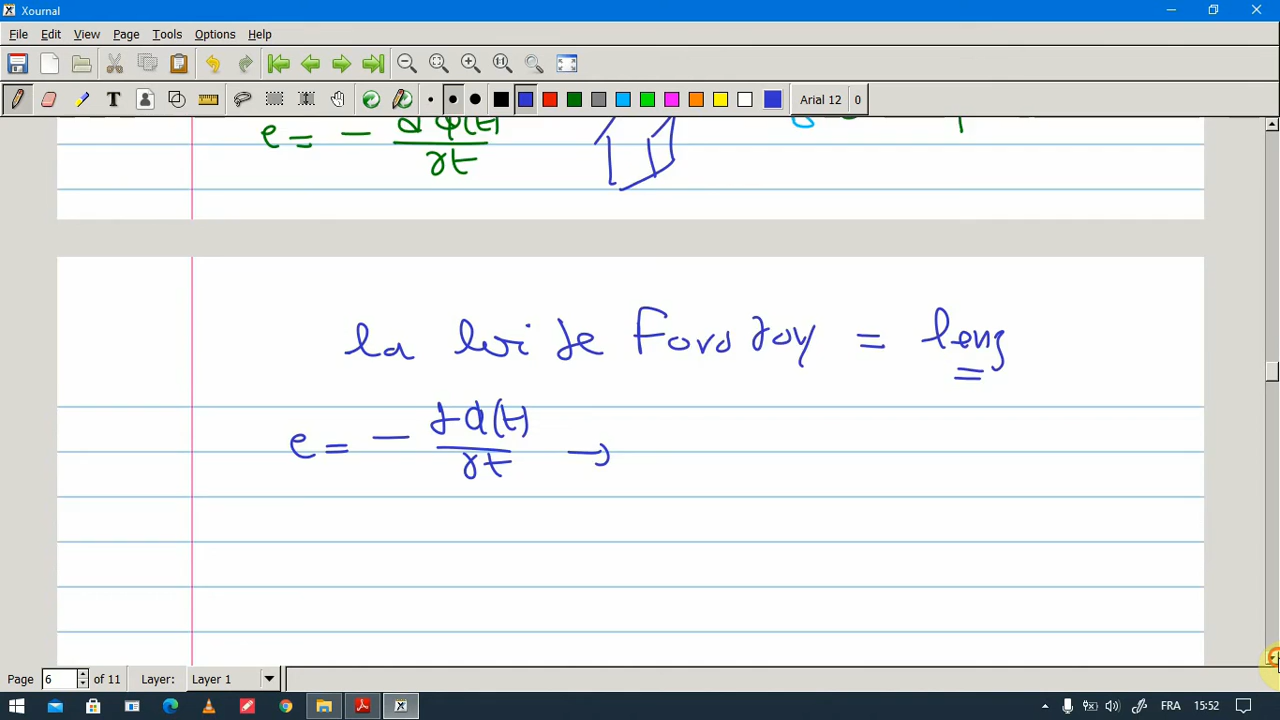 Xournal
File Edit View Page Tools Options Help
Arial 12 0
e = - dφ(t)
dt
la loi de Faraday = lenz
e = - dφ(t)
dt →
Page 6 of 11 Layer: Layer 1
FRA 15:52